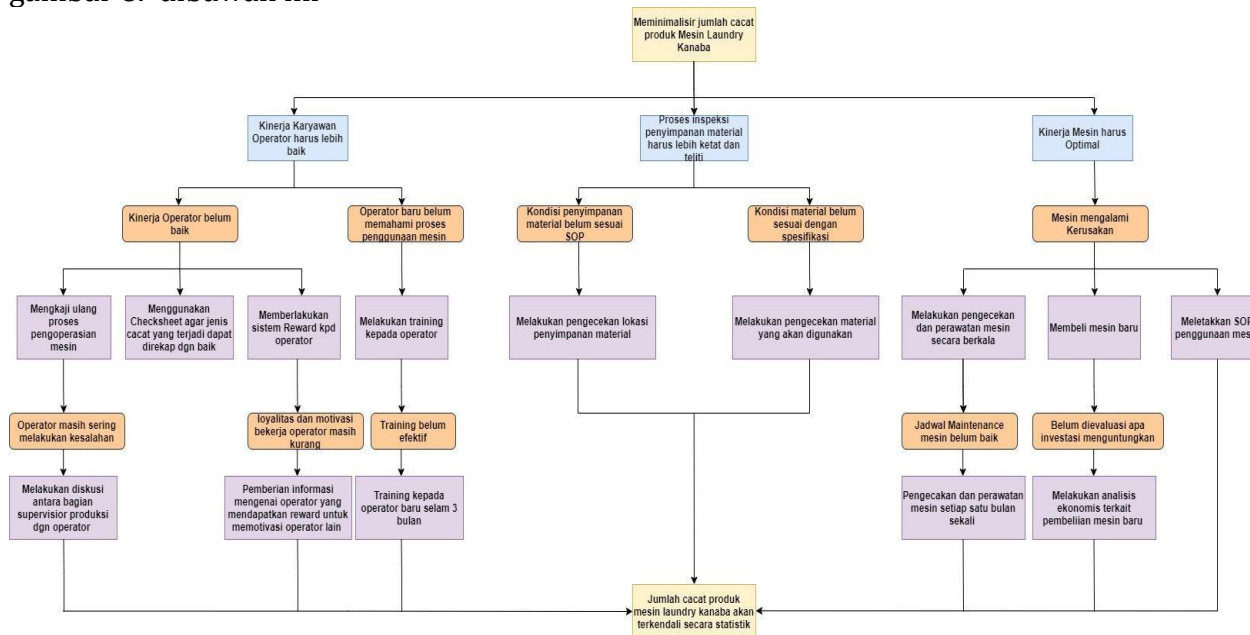 Meminimalisir jumlah cacat
produk Mesin Laundry
Kanaba
Kinerja Karyawan
Operator harus lebih
baik
Proses inspeksi
penyimpanan material
harus lebih ketat dan
teliti
Kinerja Mesin harus
Optimal
Kinerja Operator belum
baik
Operator baru belum
memahami proses
penggunaan mesin
Kondisi penyimpanan
material belum sesuai
SOP
Kondisi material belum
sesuai dengan
spesifikasi
Mesin mengalami
Kerusakan
Mengkaji ulang
proses
pengoperasian
mesin
Menggunakan
Checksheet agar jenis
cacat yang terjadi dapat
direkap dgn baik
Memberlakukan
sistem Reward kpd
operator
Melakukan training
kepada operator
Melakukan pengecekan lokasi
penyimpanan material
Melakukan pengecekan material
yang akan digunakan
Melakukan pengecekan
dan perawatan mesin
secara berkala
Membeli mesin baru
Meletakkan SOP
penggunaan mes
Operator masih sering
melakukan kesalahan
loyalitas dan motivasi
bekerja operator masih
kurang
Training belum
efektif
Jadwal Maintenance
mesin belum baik
Belum dievaluasi apa
investasi menguntungkan
Melakukan diskusi
antara bagian
supervisior produksi
dgn operator
Pemberian informasi
mengenai operator yang
mendapatkan reward untuk
memotivasi operator lain
Training kepada
operator baru selam 3
bulan
Pengecakan dan perawatan
mesin setiap satu bulan
sekali
Melakukan analisis
ekonomis terkait
pembeliian mesin baru
Jumlah cacat produk
mesin laundry kanaba akan
terkendali secara statistik